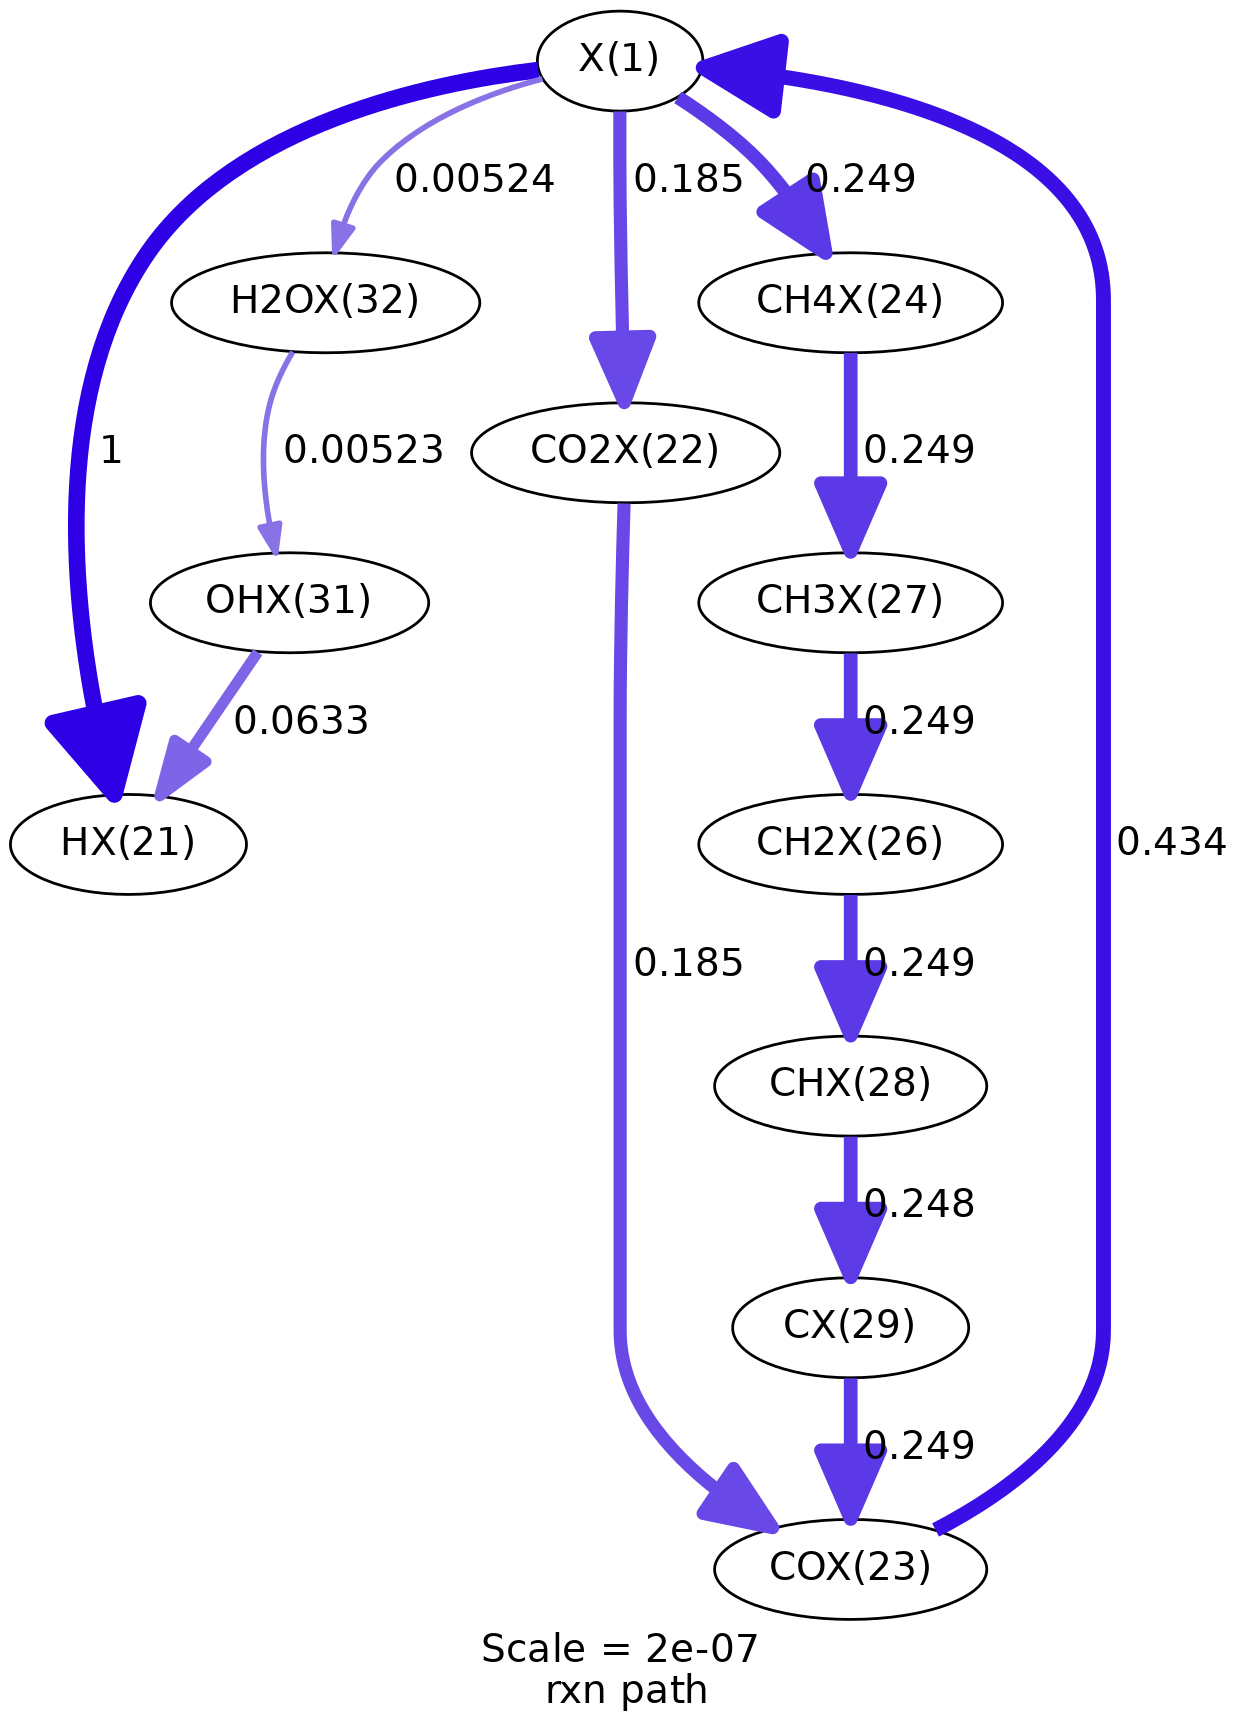 X(1)
0.00524
0.185
0.249
H2OX(32)
CH4X(24)
1
0.00523
CO2X(22)
0.249
OHX(31)
CH3X(27)
0.0633
0.249
HX(21)
CH2X(26)
0.434
0.185
0.249
CHX(28)
0.248
CX(29)
0.249
COX(23)
Scale = 2e-07
rxn path